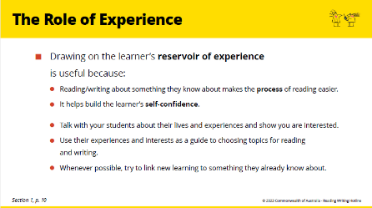 The Role of Experience
Drawing on the learner's reservoir of experience
is useful because:
Reading/writing about something they know about makes the process of reading easier.
It helps build the learner's self-confidence.
Talk with your students about their lives and experiences and show you are interested.
Use their experiences and interests as a guide to choosing topics for reading
and writing.
Whenever possible, try to link new learning to something they already know about.
Section 1, p. 10
© 2020 Commonwealth of Australia - Reading Writing Hotline